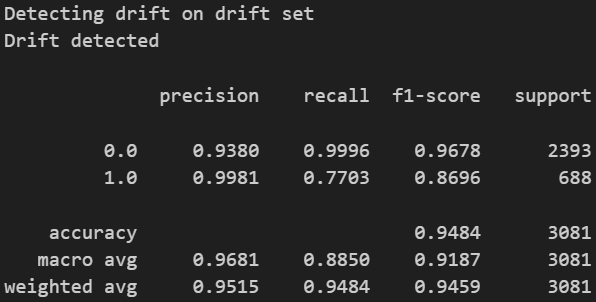 Detecting drift on drift set
Drift detected
precision recall f1-score support
0.0 0.9380 0.9996 0.9678 2393
1.0 0.9981 0.7703 0.8696 688
accuracy 0.9484 3081
macro avg 0.9681 0.8850 0.9187 3081
weighted avg 0.9515 0.9484 0.9459 3081